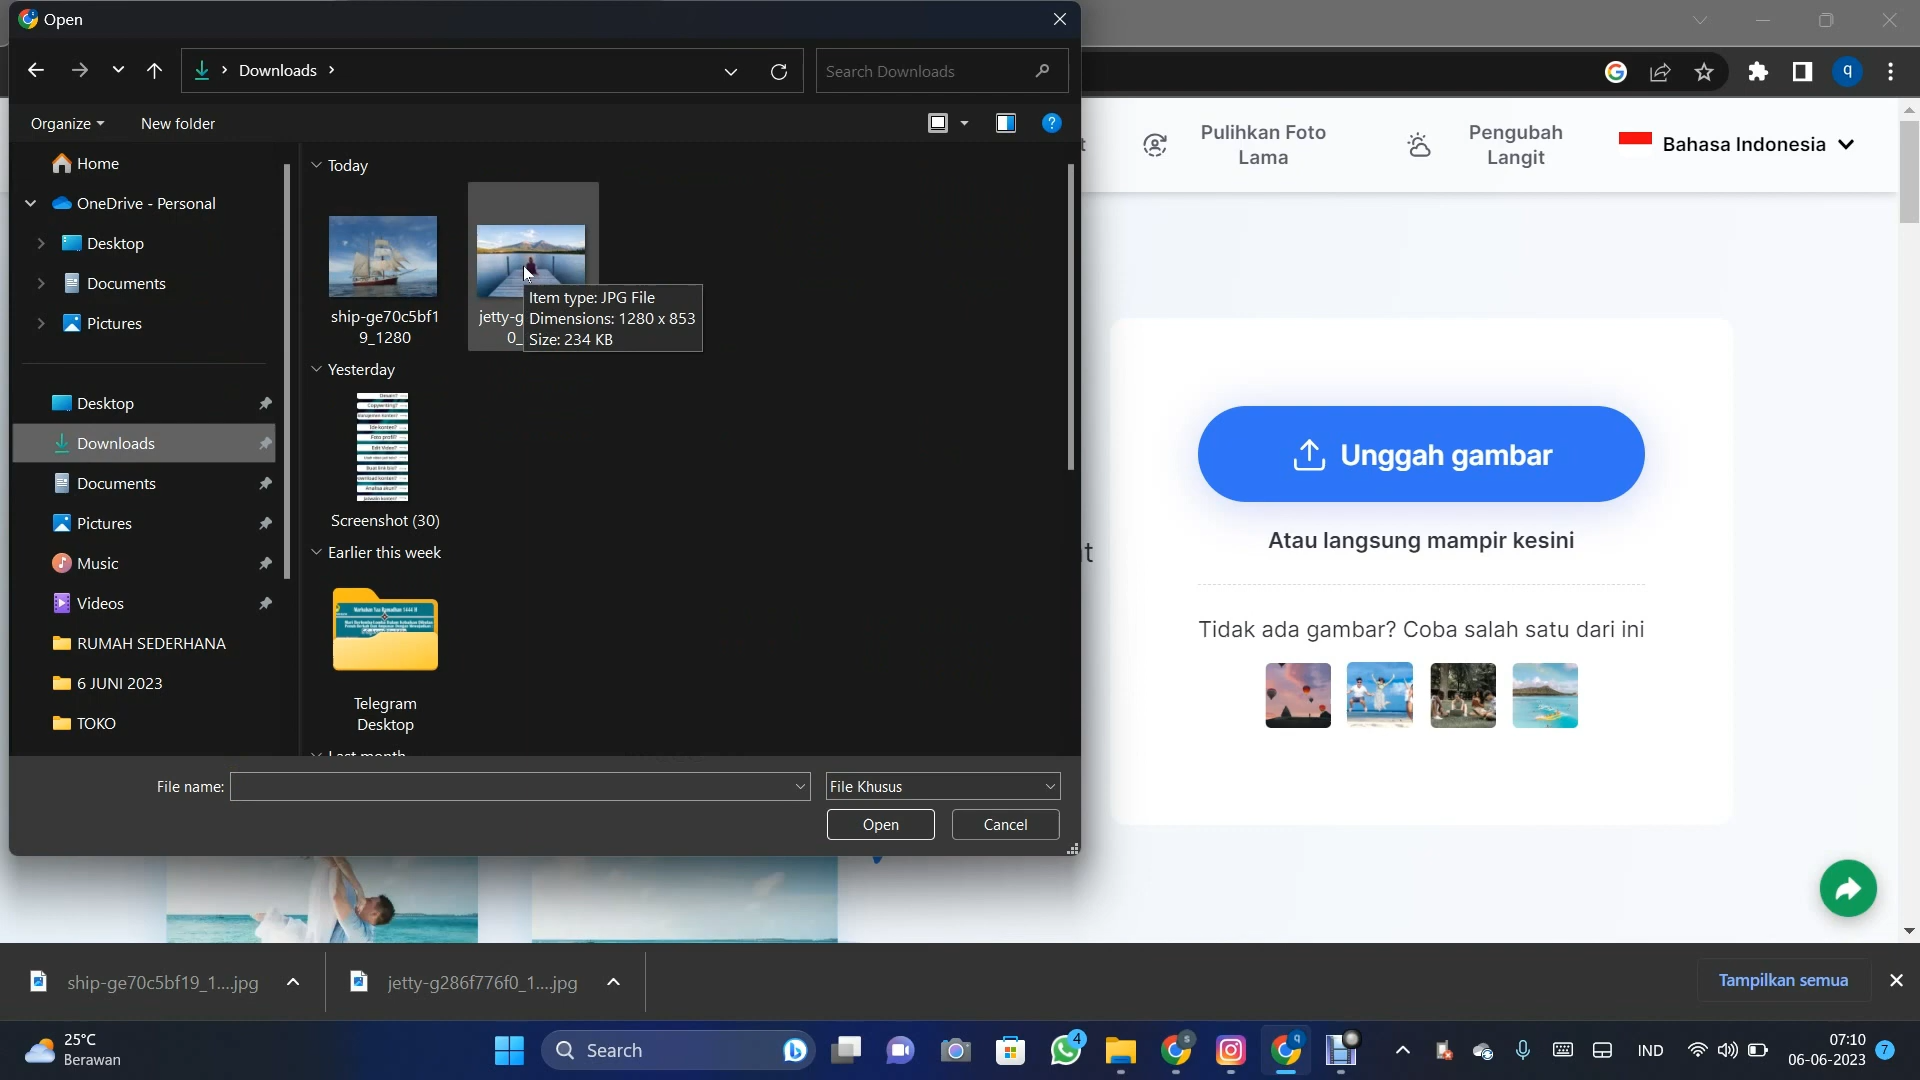 Open
Downloads
Search Downloads
Organize
New folder
Home
OneDrive - Personal
Desktop
Documents
Pictures
Desktop
Downloads
Documents
Pictures
Music
Videos
RUMAH SEDERHANA
6 JUNI 2023
TOKO
Today
ship-ge70c5bf1
9_1280
jetty-g
0_
Item type: JPG File
Dimensions: 1280 x 853
Size: 234 KB
Yesterday
Screenshot (30)
Earlier this week
Telegram
Desktop
Last month
File name:
File Khusus
Open
Cancel
q
Pulihkan Foto
Lama
Pengubah
Langit
Bahasa Indonesia
t
Unggah gambar
Atau langsung mampir kesini
Tidak ada gambar? Coba salah satu dari ini
ship-ge70c5bf19_1....jpg
jetty-g286f776f0_1....jpg
Tampilkan semua
25°C
Berawan
Search
4
IND
07:10
06-06-2023
7